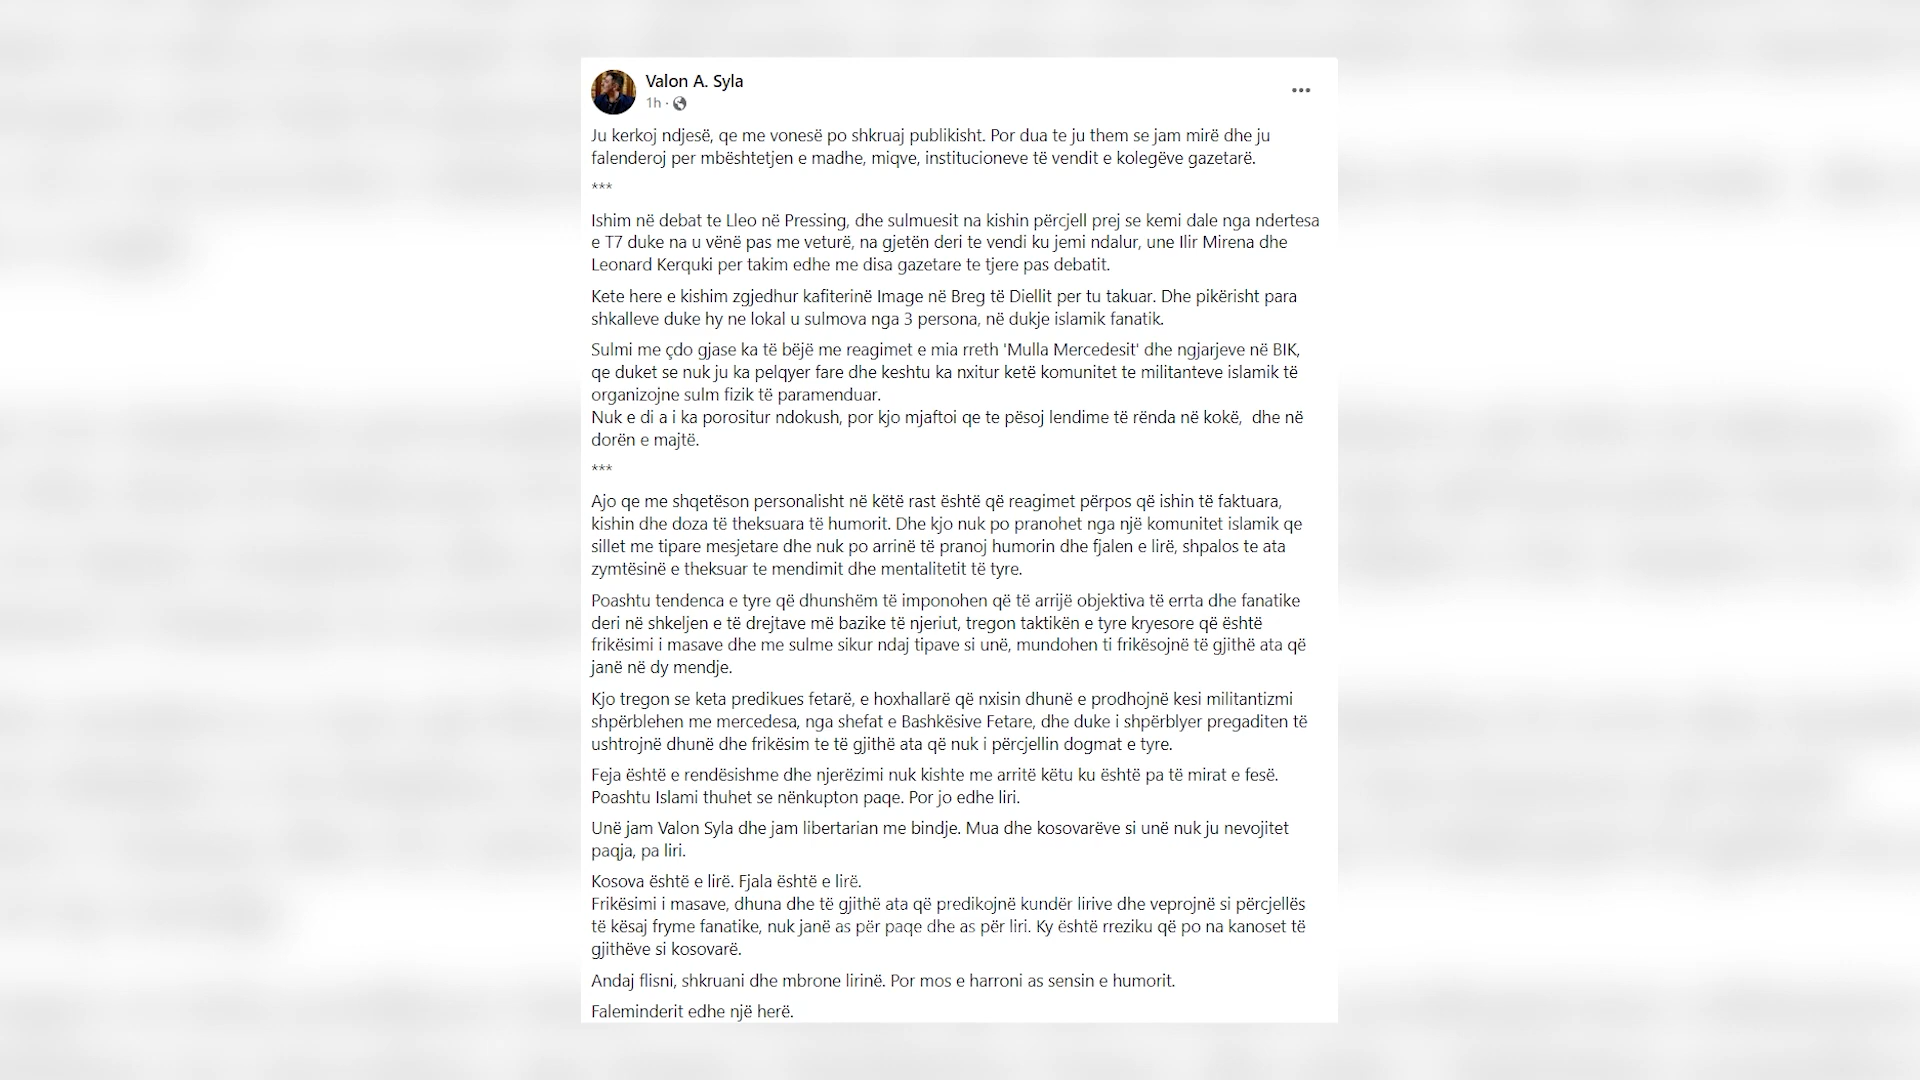 Valon A. Syla
1h ·
Ju kerkoj ndjesë, qe me vonesë po shkruaj publikisht. Por dua te ju them se jam mirë dhe ju
falenderoj per mbështetjen e madhe, miqve, institucioneve të vendit e kolegëve gazetarë.
***
Ishim në debat te Lleo në Pressing, dhe sulmuesit na kishin përcjell prej se kemi dale nga ndertesa
e T7 duke na u vënë pas me veturë, na gjetën deri te vendi ku jemi ndalur, une Ilir Mirena dhe
Leonard Kerquki per takim edhe me disa gazetare te tjere pas debatit.
Kete here e kishim zgjedhur kafiterinë Image në Breg të Diellit per tu takuar. Dhe pikërisht para
shkalleve duke hy ne lokal u sulmova nga 3 persona, në dukje islamik fanatik.
Sulmi me çdo gjase ka të bëjë me reagimet e mia rreth 'Mulla Mercedesit' dhe ngjarjeve në BIK,
qe duket se nuk ju ka pelqyer fare dhe keshtu ka nxitur ketë komunitet te militanteve islamik të
organizojne sulm fizik të paramenduar.
Nuk e di a i ka porositur ndokush, por kjo mjaftoi qe te pësoj lendime të rënda në kokë,  dhe në
dorën e majtë.
***
Ajo qe me shqetëson personalisht në këtë rast është që reagimet përpos që ishin të faktuara,
kishin dhe doza të theksuara të humorit. Dhe kjo nuk po pranohet nga një komunitet islamik qe
sillet me tipare mesjetare dhe nuk po arrinë të pranoj humorin dhe fjalen e lirë, shpalos te ata
zymtësinë e theksuar te mendimit dhe mentalitetit të tyre.
Poashtu tendenca e tyre që dhunshëm të imponohen që të arrijë objektiva të errta dhe fanatike
deri në shkeljen e të drejtave më bazike të njeriut, tregon taktikën e tyre kryesore që është
frikësimi i masave dhe me sulme sikur ndaj tipave si unë, mundohen ti frikësojnë të gjithë ata që
janë në dy mendje.
Kjo tregon se keta predikues fetarë, e hoxhallarë që nxisin dhunë e prodhojnë kesi militantizmi
shpërblehen me mercedesa, nga shefat e Bashkësive Fetare, dhe duke i shpërblyer pregaditen të
ushtrojnë dhunë dhe frikësim te të gjithë ata që nuk i përcjellin dogmat e tyre.
Feja është e rendësishme dhe njerëzimi nuk kishte me arritë këtu ku është pa të mirat e fesë.
Poashtu Islami thuhet se nënkupton paqe. Por jo edhe liri.
Unë jam Valon Syla dhe jam libertarian me bindje. Mua dhe kosovarëve si unë nuk ju nevojitet
paqja, pa liri.
Kosova është e lirë. Fjala është e lirë.
Frikësimi i masave, dhuna dhe të gjithë ata që predikojnë kundër lirive dhe veprojnë si përcjellës
të kësaj fryme fanatike, nuk janë as për paqe dhe as për liri. Ky është rreziku që po na kanoset të
gjithëve si kosovarë.
Andaj flisni, shkruani dhe mbrone lirinë. Por mos e harroni as sensin e humorit.
Faleminderit edhe një herë.